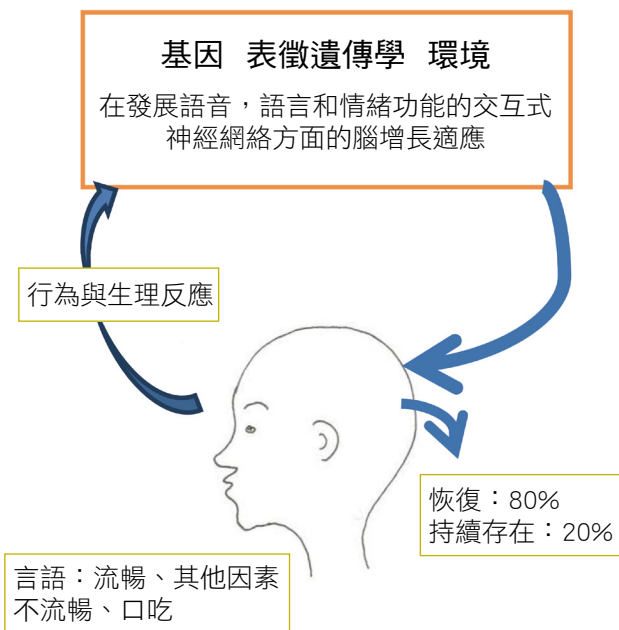 基因 表徵遺傳學 環境
在發展語音，語言和情緒功能的交互式
神經網絡方面的腦增長適應
行為與生理反應
恢復：80%
持續存在：20%
言語：流暢、其他因素
不流暢、口吃